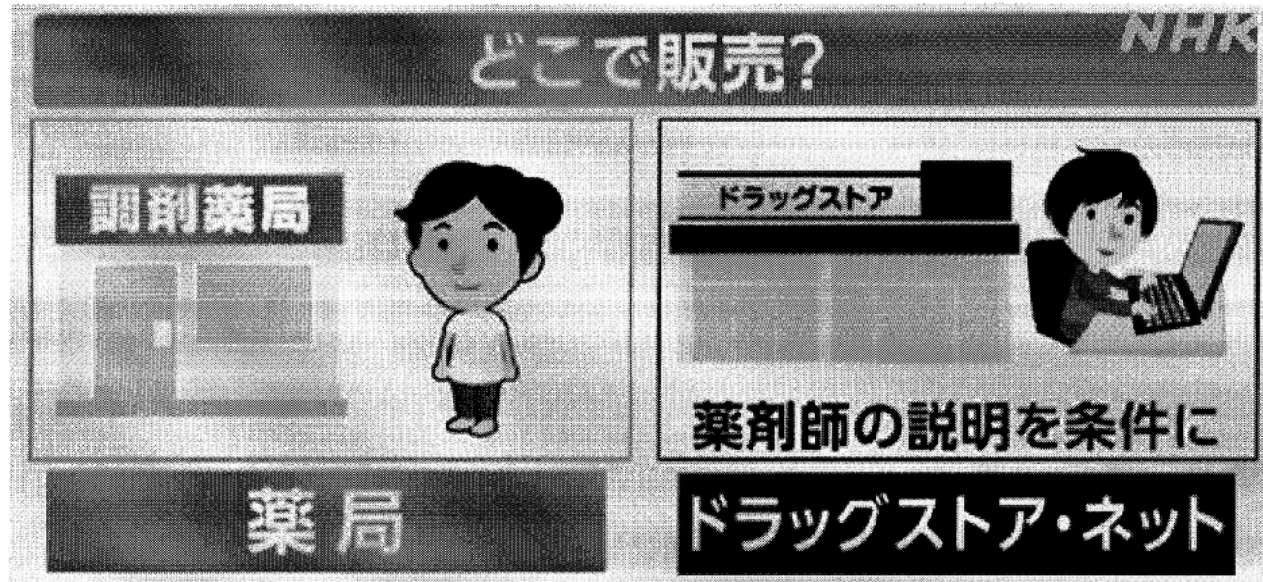 どこで販売?
NHK
調剤薬局
薬局
ドラッグストア
薬剤師の説明を条件に
ドラッグストア・ネット